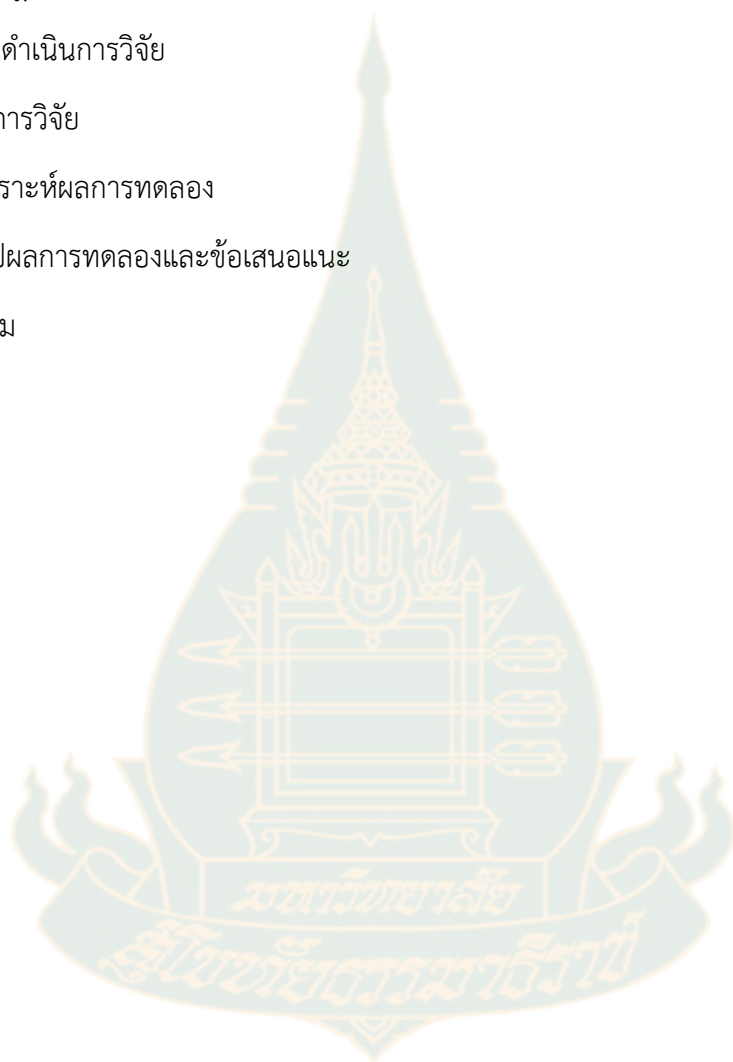 ดำเนินการวิจัย
การวิจัย
ราะห์ผลการทดลอง
ผลการทดลองและข้อเสนอแนะ
ม
มหาวิทยาลัย
สุโขทัยธรรมาธิราช